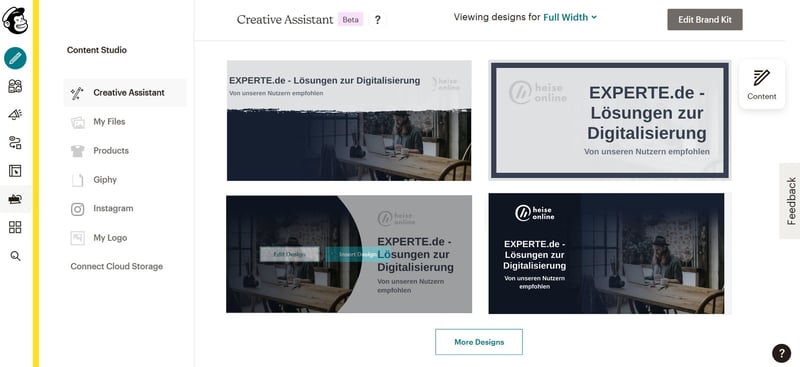 Creative Assistant Beta ?
Viewing designs for Full Width
Edit Brand Kit
Content Studio
Creative Assistant
My Files
Products
Giphy
Instagram
My Logo
Connect Cloud Storage
EXPERTE.de - Lösungen zur Digitalisierung
Von unseren Nutzern empfohlen
heise
online
heise
online
EXPERTE.de -
Lösungen zur
Digitalisierung
Von unseren Nutzern empfohlen
Content
Feedback
heise
online
EXPERTE.de -
Lösungen zur
Digitalisierung
Von unseren Nutzern
empfohlen
Edit Design
Insert Design
heise
online
EXPERTE.de -
Lösungen zur
Digitalisierung
Von unseren Nutzern
empfohlen
More Designs
?